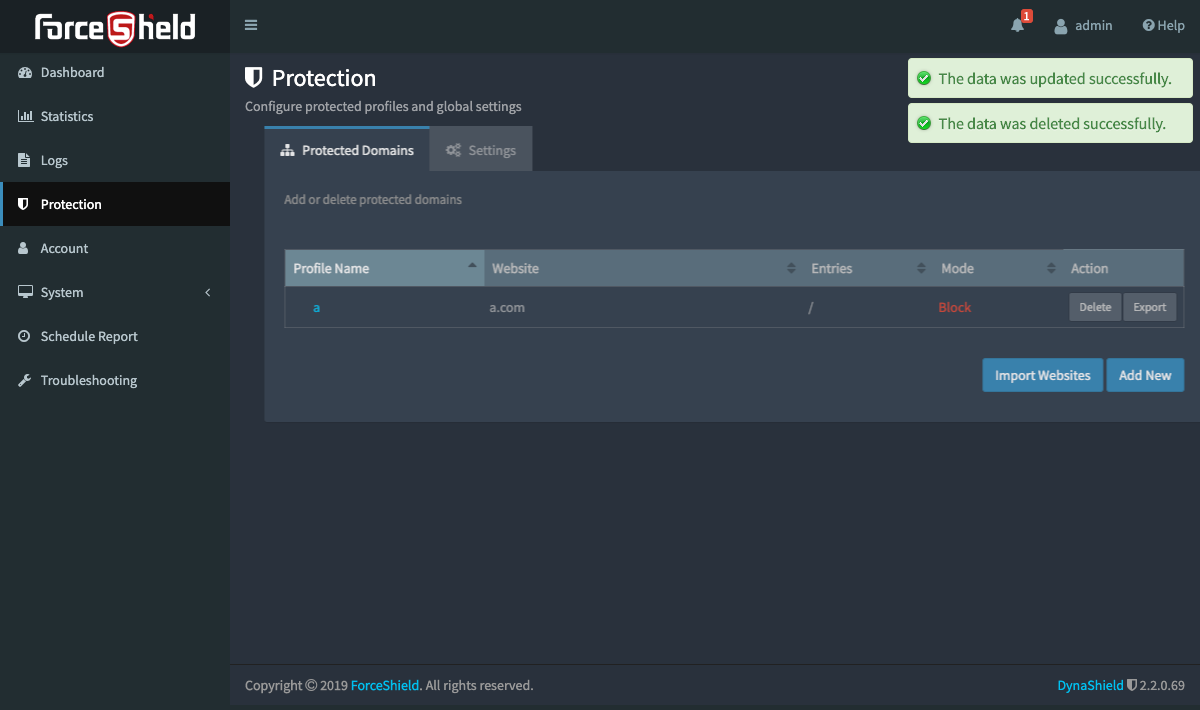 ForceShield
1
admin
Help
Dashboard
Statistics
Logs
Protection
Account
System
Schedule Report
Troubleshooting
Protection
Configure protected profiles and global settings
The data was updated successfully.
The data was deleted successfully.
Protected Domains
Settings
Add or delete protected domains
Profile Name Website Entries Mode Action
a a.com / Block Delete Export
Import Websites Add New
Copyright © 2019 ForceShield. All rights reserved.
DynaShield 2.2.0.69